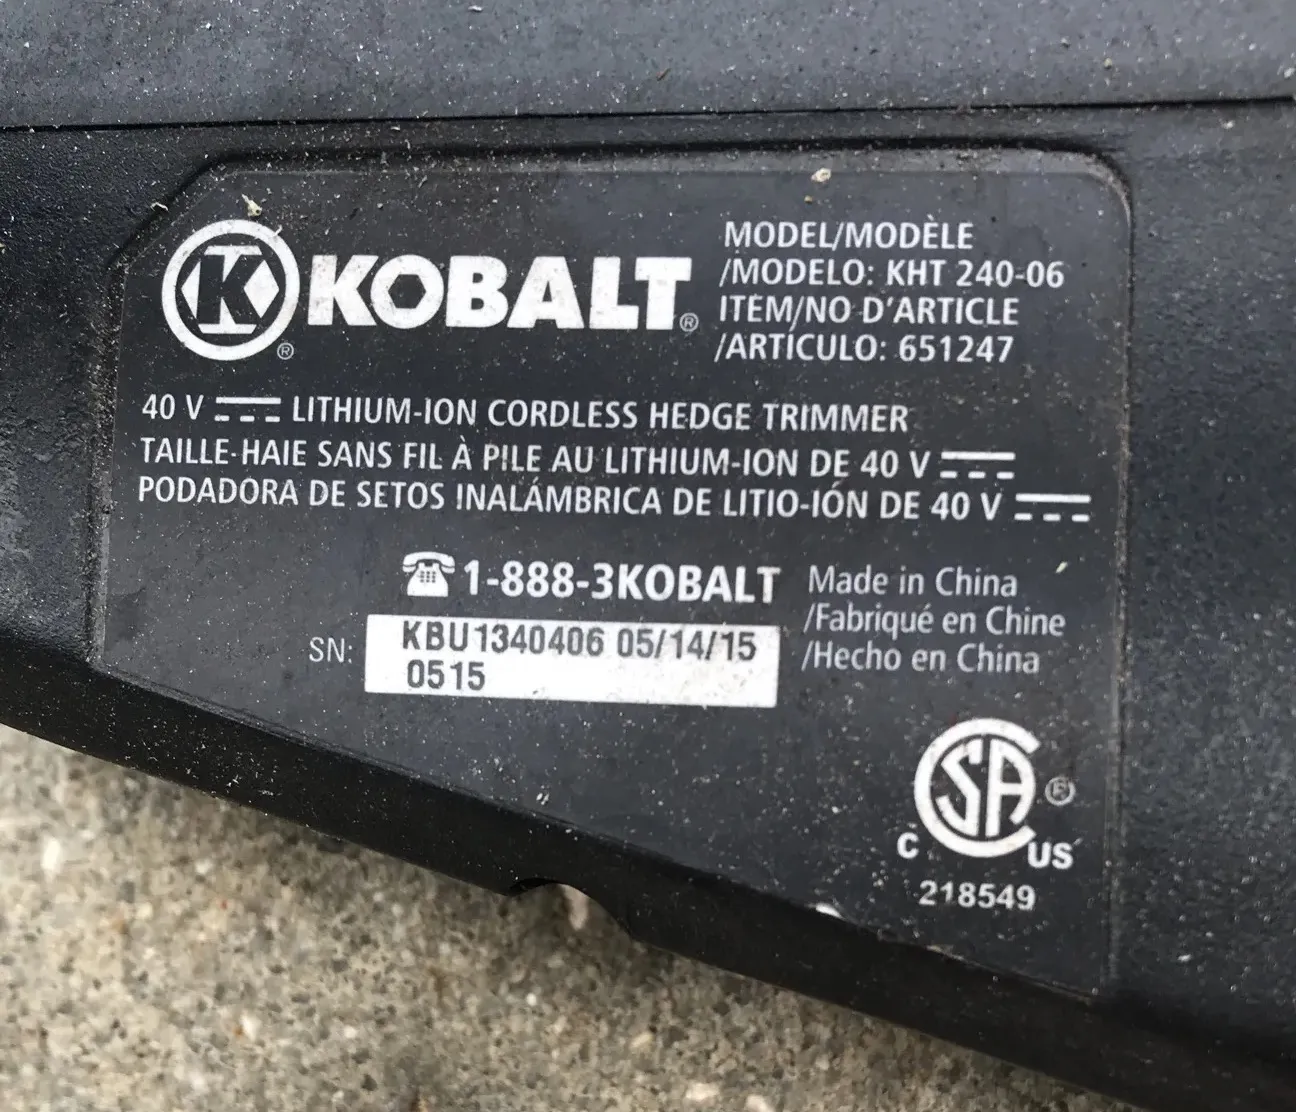 K
®
KOBALT®
MODEL/MODÈLE
/MODELO: KHT 240-06
ITEM/NO D'ARTICLE
/ARTÍCULO: 651247
40 V LITHIUM-ION CORDLESS HEDGE TRIMMER
TAILLE-HAIE SANS FIL À PILE AU LITHIUM-ION DE 40 V
PODADORA DE SETOS INALÁMBRICA DE LITIO-IÓN DE 40 V
1-888-3KOBALT
Made in China
/Fabriqué en Chine
/Hecho en China
SN: KBU1340406 05/14/15
0515
SA ®
C US
218549